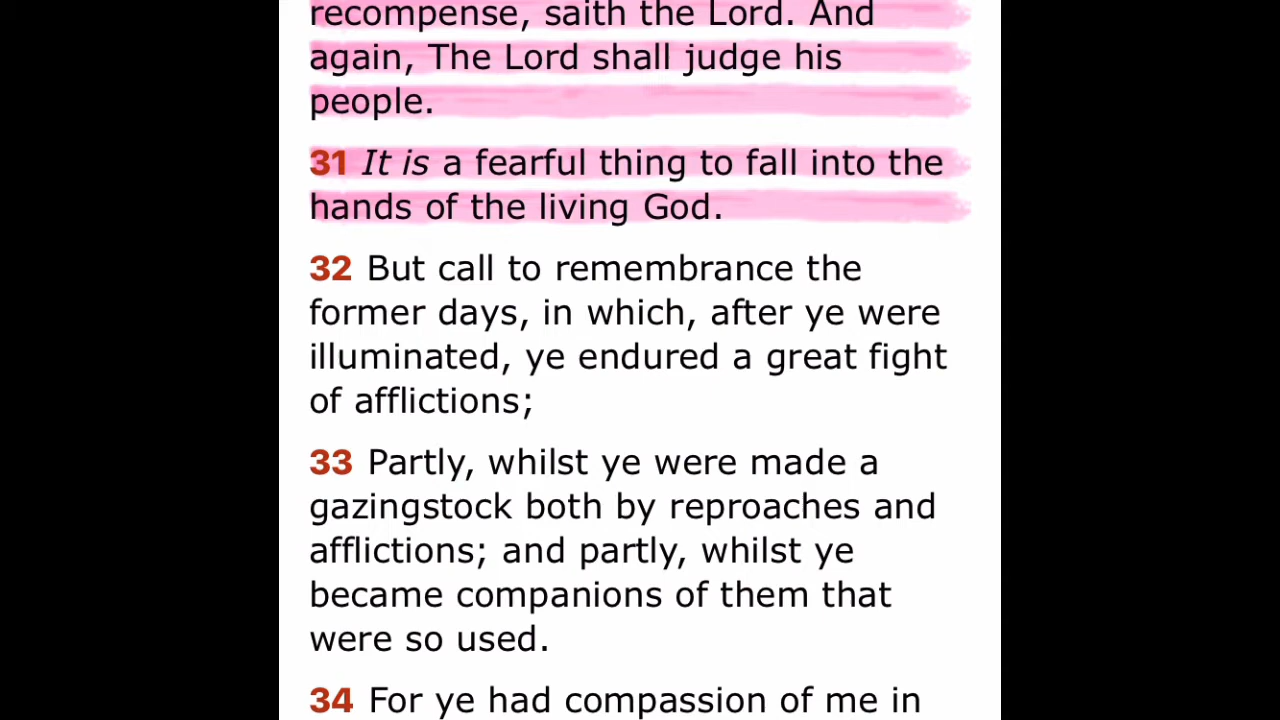 recompense, saith the Lord. And
again, The Lord shall judge his
people.
31 It is a fearful thing to fall into the
hands of the living God.
32 But call to remembrance the
former days, in which, after ye were
illuminated, ye endured a great fight
of afflictions;
33 Partly, whilst ye were made a
gazingstock both by reproaches and
afflictions; and partly, whilst ye
became companions of them that
were so used.
34 For ye had compassion of me in